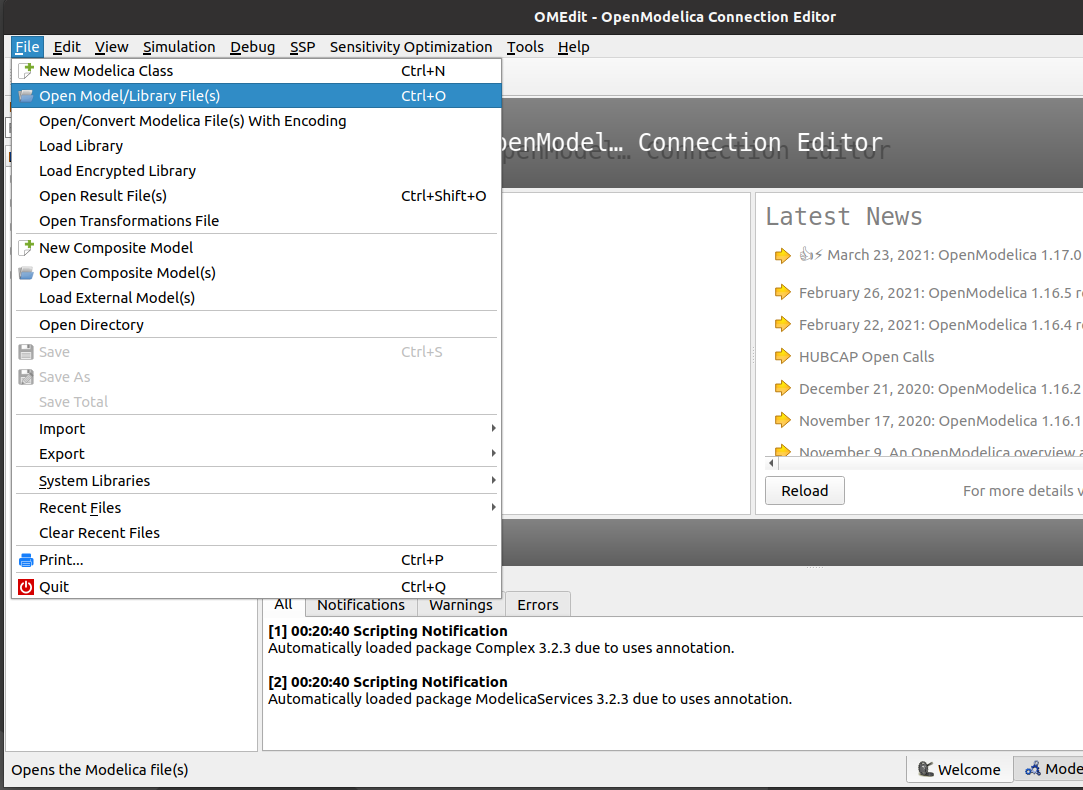 OMEdit - OpenModelica Connection Editor
File Edit View Simulation Debug SSP Sensitivity Optimization Tools Help
New Modelica Class Ctrl+N
Open Model/Library File(s) Ctrl+O
Open/Convert Modelica File(s) With Encoding
Load Library
Load Encrypted Library
Open Result File(s) Ctrl+Shift+O
Open Transformations File
New Composite Model
Open Composite Model(s)
Load External Model(s)
Open Directory
Save Ctrl+S
Save As
Save Total
Import
Export
System Libraries
Recent Files
Clear Recent Files
Print... Ctrl+P
Quit Ctrl+Q
penModel… Connection Editor
Latest News
👍⚡ March 23, 2021: OpenModelica 1.17.0
February 26, 2021: OpenModelica 1.16.5 re
February 22, 2021: OpenModelica 1.16.4 re
HUBCAP Open Calls
December 21, 2020: OpenModelica 1.16.2
November 17, 2020: OpenModelica 1.16.1
November 9, An OpenModelica overview a
Reload For more details v
All Notifications Warnings Errors
[1] 00:20:40 Scripting Notification
Automatically loaded package Complex 3.2.3 due to uses annotation.
[2] 00:20:40 Scripting Notification
Automatically loaded package ModelicaServices 3.2.3 due to uses annotation.
Opens the Modelica file(s)
Welcome Mode